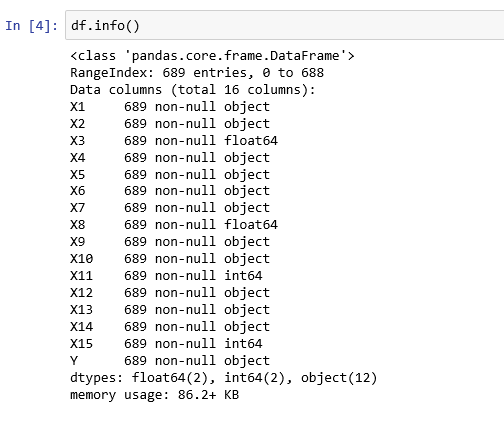 In [4]: df.info()
<class 'pandas.core.frame.DataFrame'>
RangeIndex: 689 entries, 0 to 688
Data columns (total 16 columns):
X1     689 non-null object
X2     689 non-null object
X3     689 non-null float64
X4     689 non-null object
X5     689 non-null object
X6     689 non-null object
X7     689 non-null object
X8     689 non-null float64
X9     689 non-null object
X10    689 non-null object
X11    689 non-null int64
X12    689 non-null object
X13    689 non-null object
X14    689 non-null object
X15    689 non-null int64
Y      689 non-null object
dtypes: float64(2), int64(2), object(12)
memory usage: 86.2+ KB